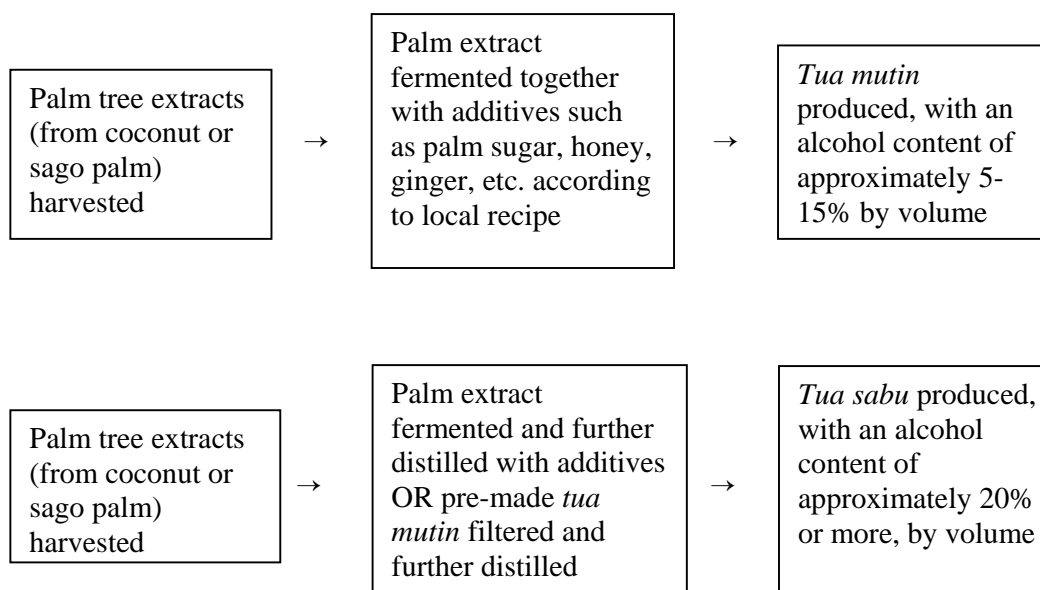 Palm tree extracts
(from coconut or
sago palm)
harvested
→
Palm extract
fermented together
with additives such
as palm sugar, honey,
ginger, etc. according
to local recipe
→
Tua mutin
produced, with an
alcohol content of
approximately 5-
15% by volume
Palm tree extracts
(from coconut or
sago palm)
harvested
→
Palm extract
fermented and further
distilled with additives
OR pre-made tua
mutin filtered and
further distilled
→
Tua sabu produced,
with an alcohol
content of
approximately 20%
or more, by volume